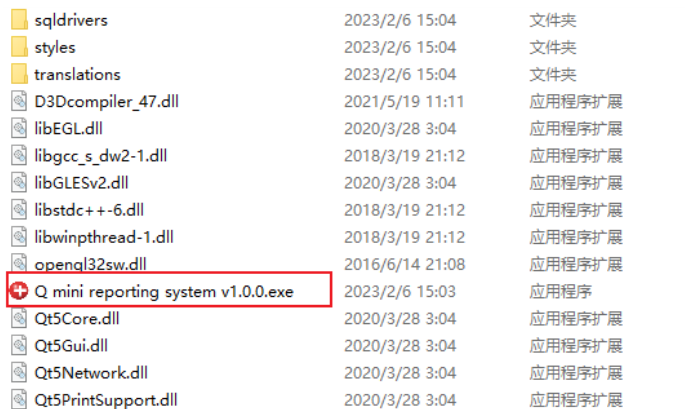 sqldrivers 2023/2/6 15:04 文件夹
styles 2023/2/6 15:04 文件夹
translations 2023/2/6 15:04 文件夹
D3Dcompiler_47.dll 2021/5/19 11:11 应用程序扩展
libEGL.dll 2020/3/28 3:04 应用程序扩展
libgcc_s_dw2-1.dll 2018/3/19 21:12 应用程序扩展
libGLESv2.dll 2020/3/28 3:04 应用程序扩展
libstdc++-6.dll 2018/3/19 21:12 应用程序扩展
libwinpthread-1.dll 2018/3/19 21:12 应用程序扩展
opengl32sw.dll 2016/6/14 21:08 应用程序扩展
Q mini reporting system v1.0.0.exe 2023/2/6 15:03 应用程序
Qt5Core.dll 2020/3/28 3:04 应用程序扩展
Qt5Gui.dll 2020/3/28 3:04 应用程序扩展
Qt5Network.dll 2020/3/28 3:04 应用程序扩展
Qt5PrintSupport.dll 2020/3/28 3:04 应用程序扩展